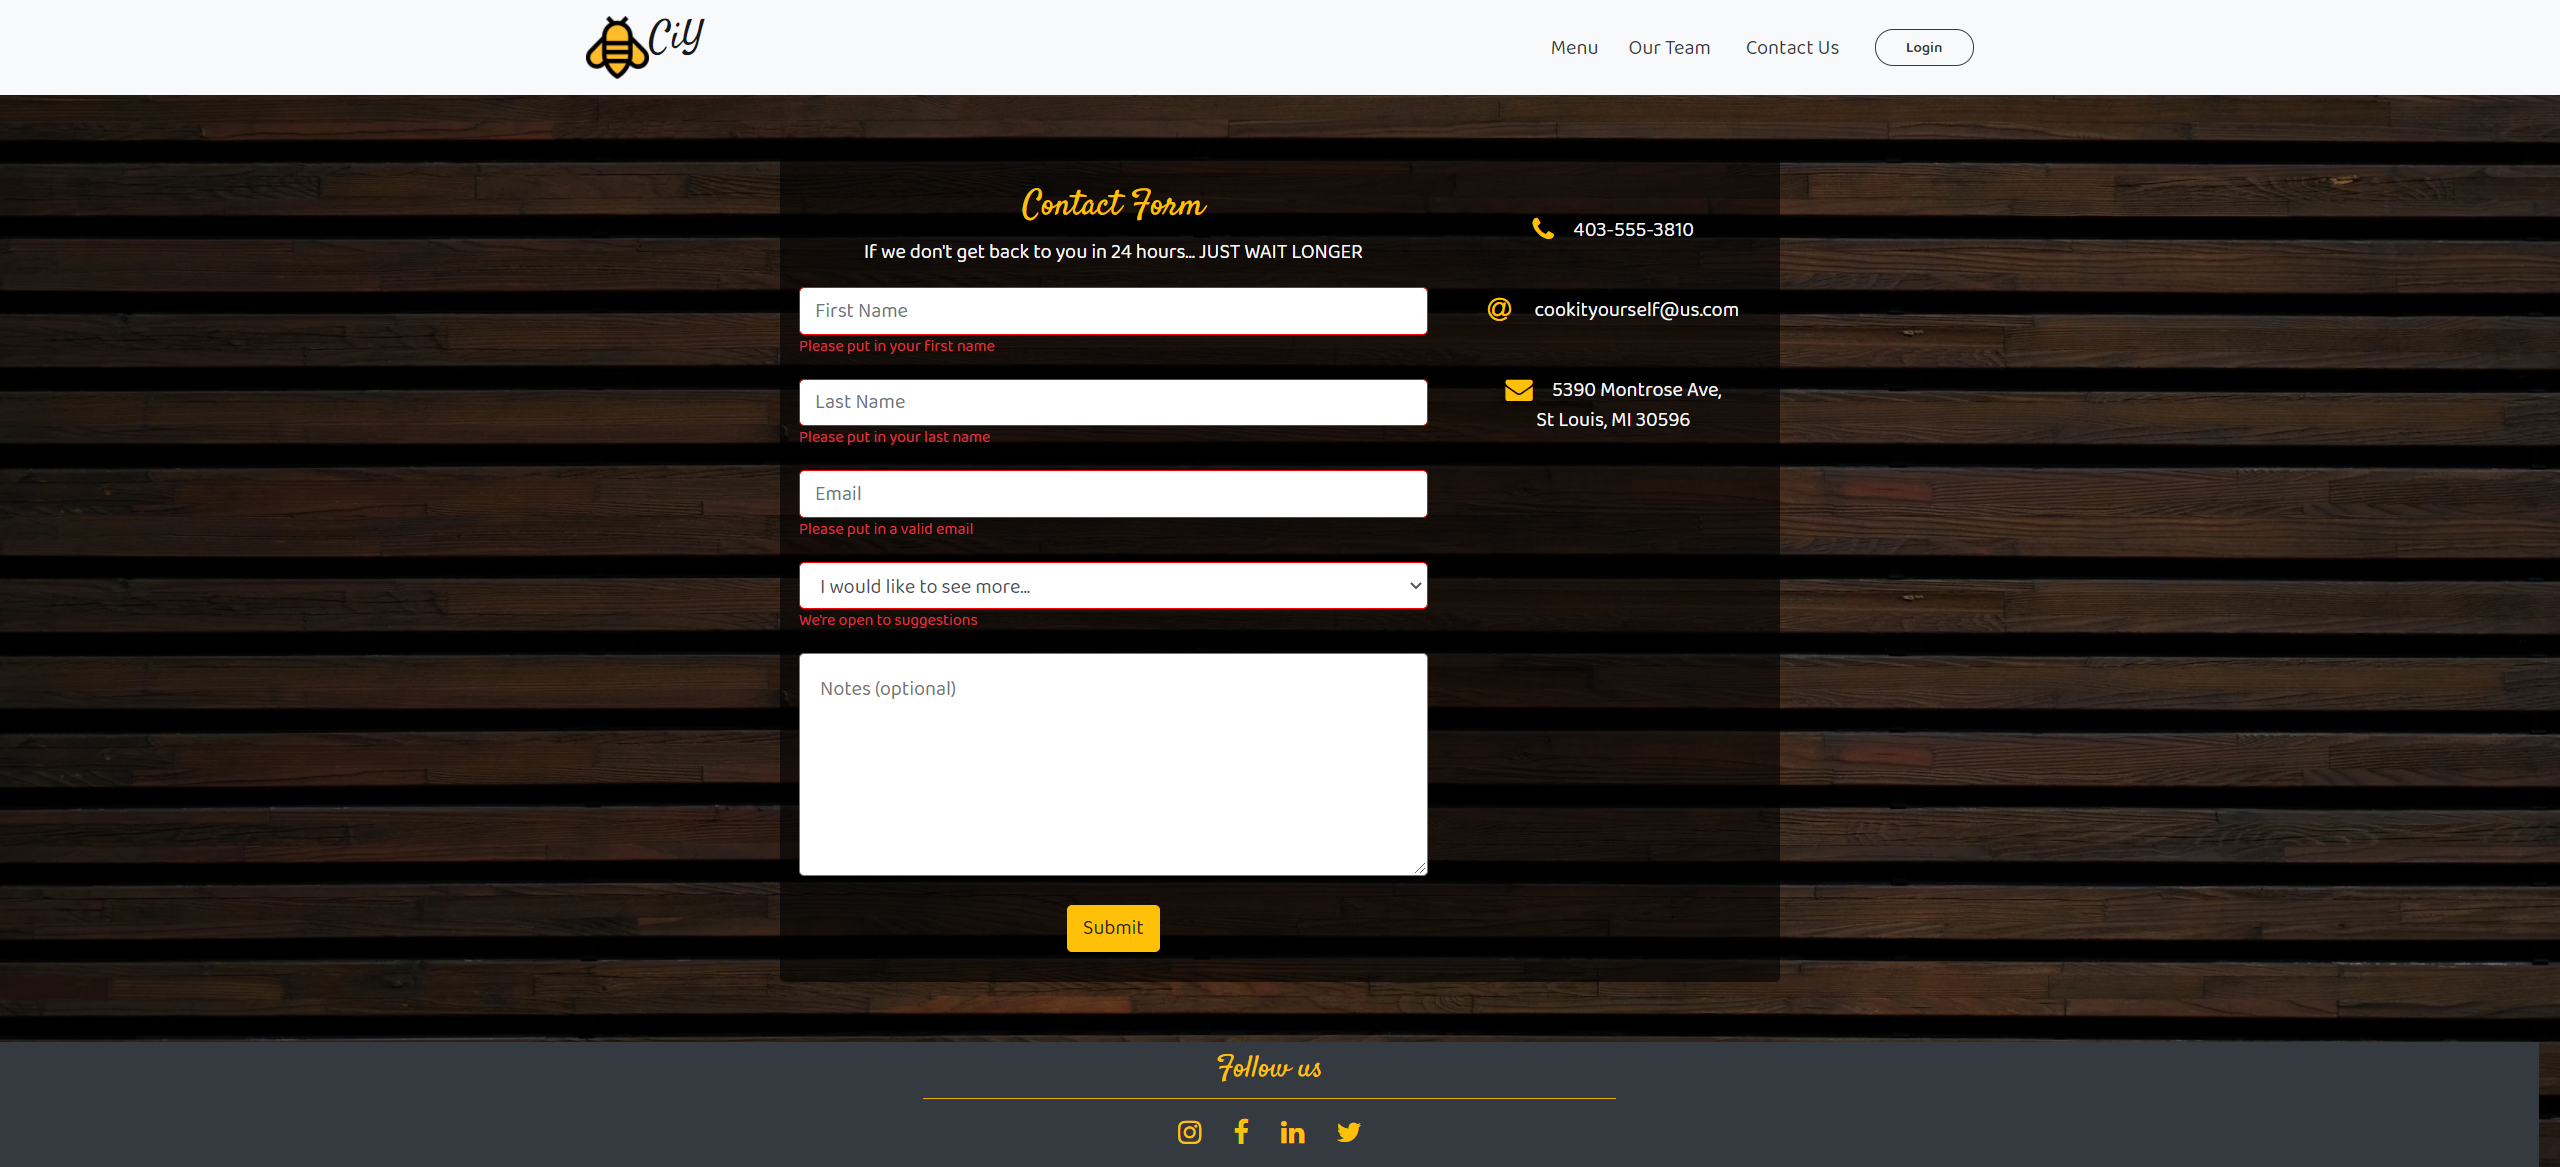 CiY
Menu
Our Team
Contact Us
Login
Contact Form
If we don't get back to you in 24 hours... JUST WAIT LONGER
First Name
Please put in your first name
Last Name
Please put in your last name
Email
Please put in a valid email
I would like to see more...
We're open to suggestions
Notes (optional)
Submit
403-555-3810
@ cookityourself@us.com
5390 Montrose Ave,
St Louis, MI 30596
Follow us